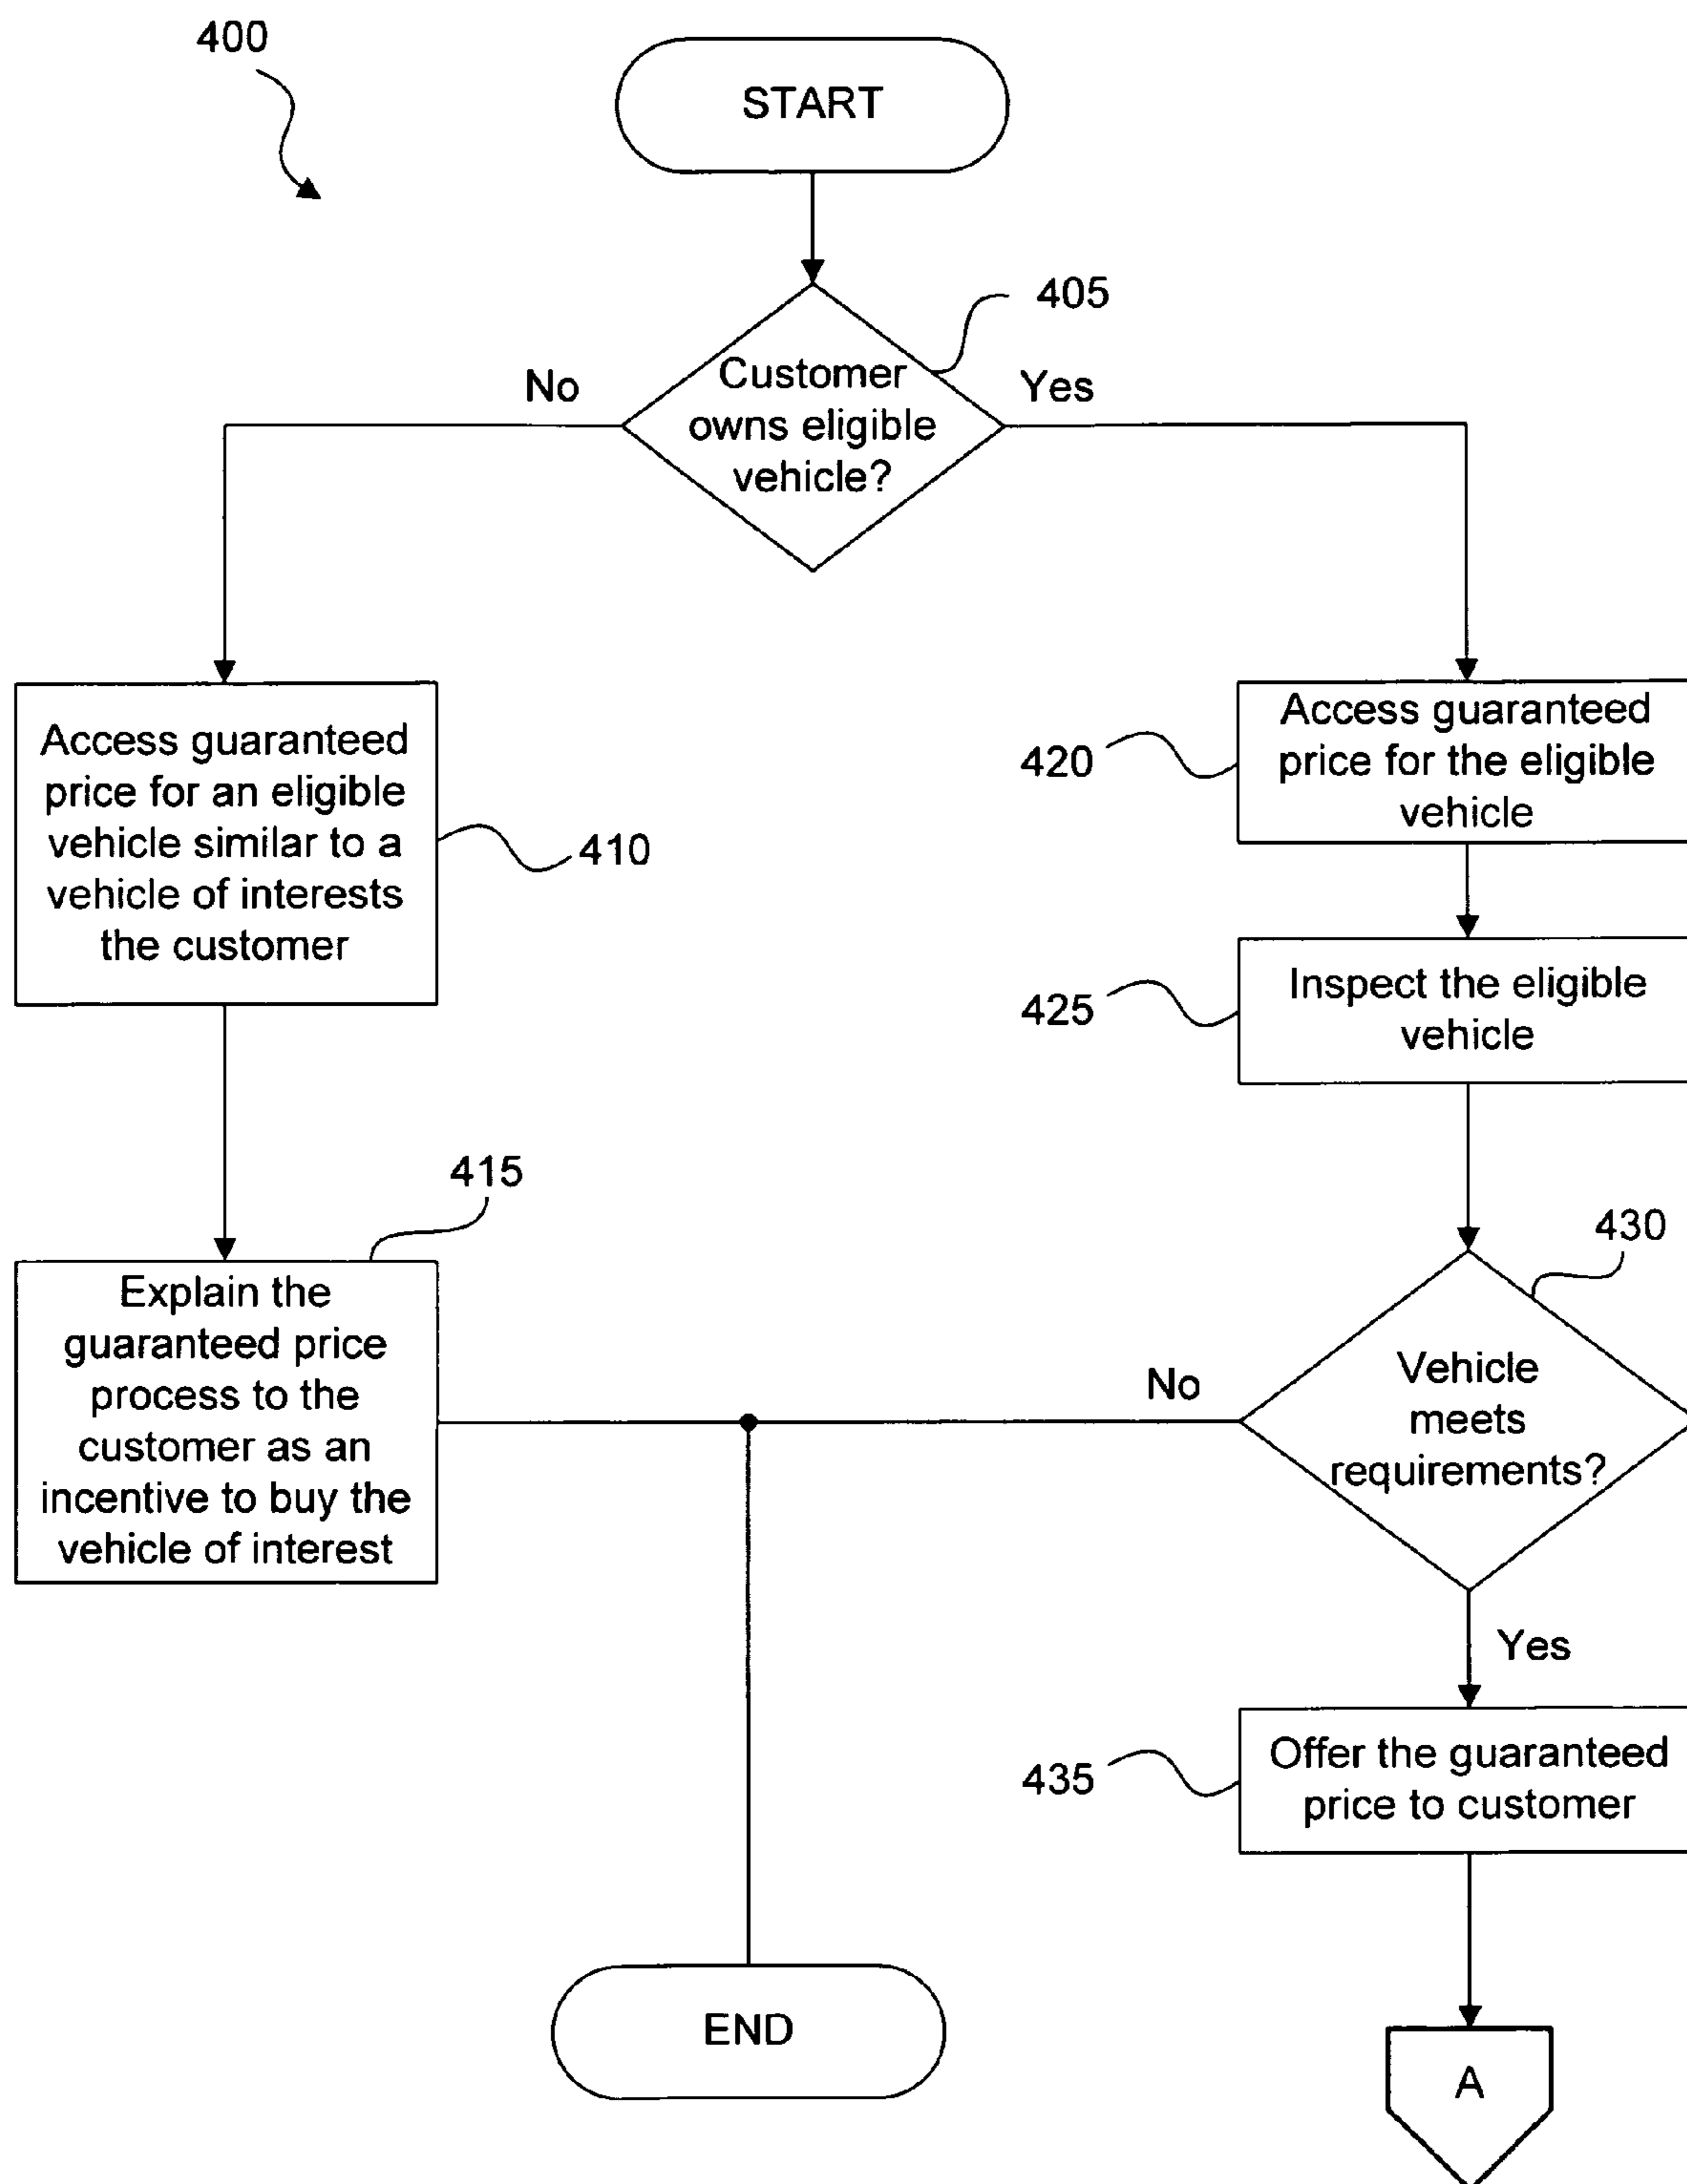 400
START
405
No
Customer
owns eligible
vehicle?
Yes
Access guaranteed
price for an eligible
vehicle similar to a
vehicle of interests
the customer
410
420
Access guaranteed
price for the eligible
vehicle
425
Inspect the eligible
vehicle
415
Explain the
guaranteed price
process to the
customer as an
incentive to buy the
vehicle of interest
430
No
Vehicle
meets
requirements?
Yes
435
Offer the guaranteed
price to customer
END
A